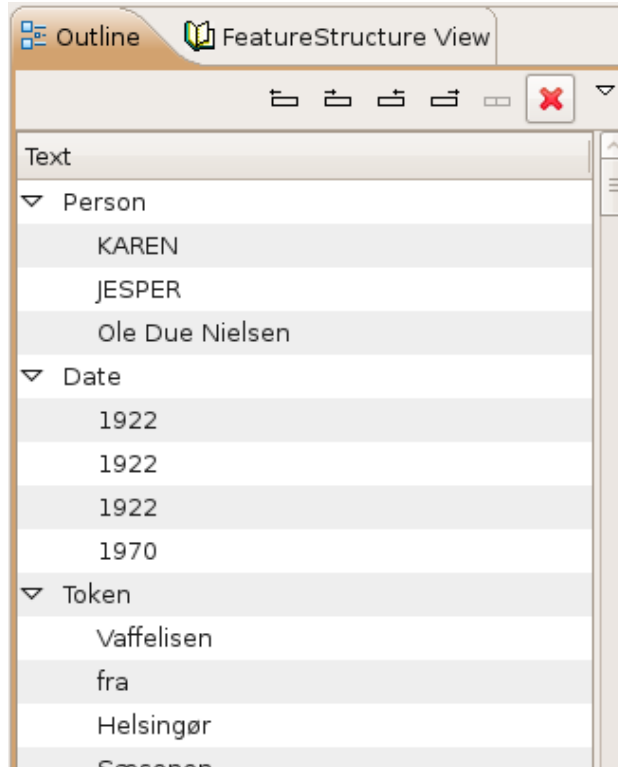 Outline FeatureStructure View
Text
Person
KAREN
JESPER
Ole Due Nielsen
Date
1922
1922
1922
1970
Token
Vaffelisen
fra
Helsingør